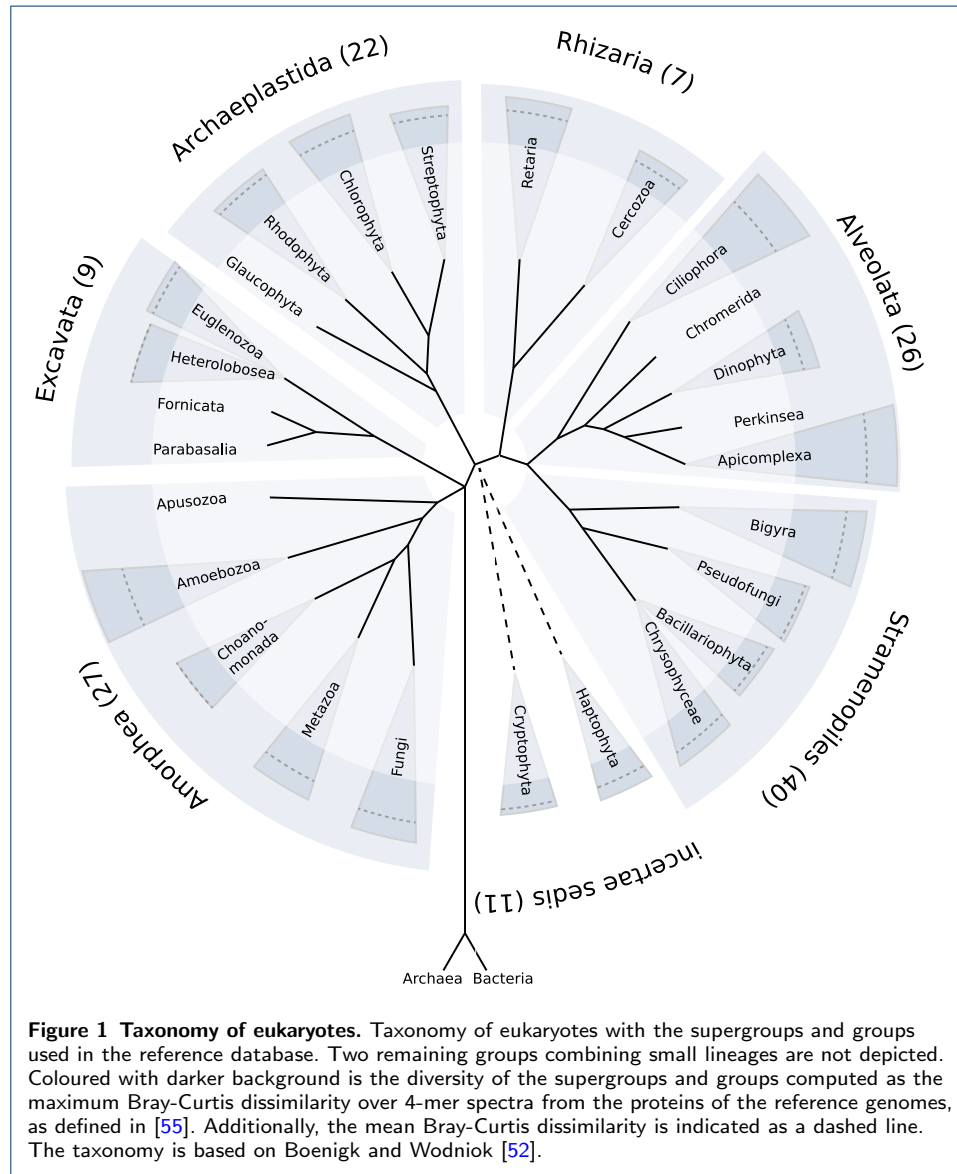 Archaeplastida (22)
Rhizaria (7)
Alveolata (26)
Excavata (9)
Stramenopiles (40)
Amorphea (27)
incertae sedis (11)
Streptophyta
Chlorophyta
Rhodophyta
Glaucophyta
Retaria
Cercozoa
Ciliophora
Chromerida
Dinophyta
Perkinsea
Apicomplexa
Euglenozoa
Heterolobosea
Fornicata
Parabasalia
Apusozoa
Amoebozoa
Choano-
monada
Metazoa
Fungi
Bigyra
Pseudofungi
Bacillariophyta
Chrysophyceae
Haptophyta
Cryptophyta
Archaea Bacteria
Figure 1 Taxonomy of eukaryotes. Taxonomy of eukaryotes with the supergroups and groups
used in the reference database. Two remaining groups combining small lineages are not depicted.
Coloured with darker background is the diversity of the supergroups and groups computed as the
maximum Bray-Curtis dissimilarity over 4-mer spectra from the proteins of the reference genomes,
as defined in [55]. Additionally, the mean Bray-Curtis dissimilarity is indicated as a dashed line.
The taxonomy is based on Boenigk and Wodniok [52].